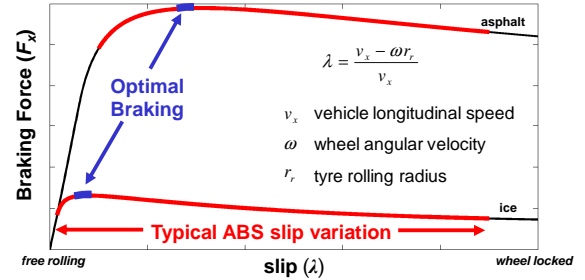 Braking Force (Fx)
asphalt
Optimal
Braking
λ = (vx − ωrr) / vx
vx vehicle longitudinal speed
ω wheel angular velocity
rr tyre rolling radius
ice
Typical ABS slip variation
free rolling
wheel locked
slip (λ)